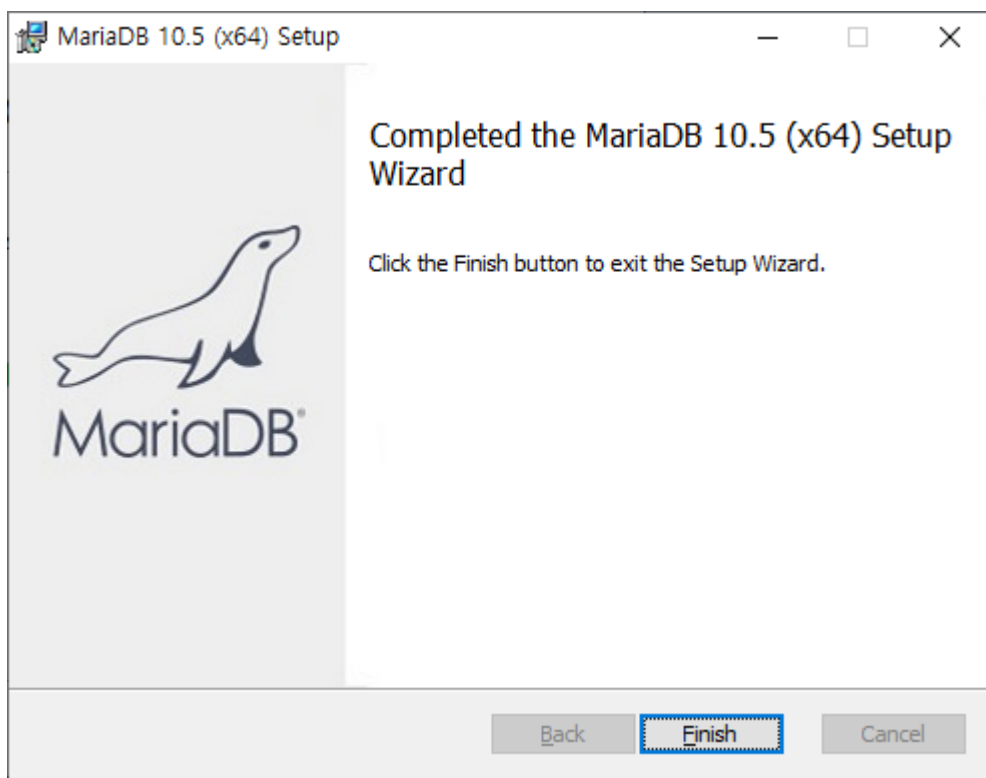 MariaDB 10.5 (x64) Setup
Completed the MariaDB 10.5 (x64) Setup
Wizard
Click the Finish button to exit the Setup Wizard.
MariaDB®
Back Finish Cancel